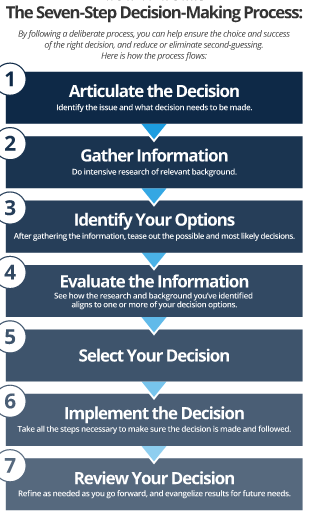 The Seven-Step Decision-Making Process:
By following a deliberate process, you can help ensure the choice and success
of the right decision, and reduce or eliminate second-guessing.
Here is how the process flows:
1
Articulate the Decision
Identify the issue and what decision needs to be made.
2
Gather Information
Do intensive research of relevant background.
3
Identify Your Options
After gathering the information, tease out the possible and most likely decisions.
4
Evaluate the Information
See how the research and background you've identified
aligns to one or more of your decision options.
5
Select Your Decision
6
Implement the Decision
Take all the steps necessary to make sure the decision is made and followed.
7
Review Your Decision
Refine as needed as you go forward, and evangelize results for future needs.